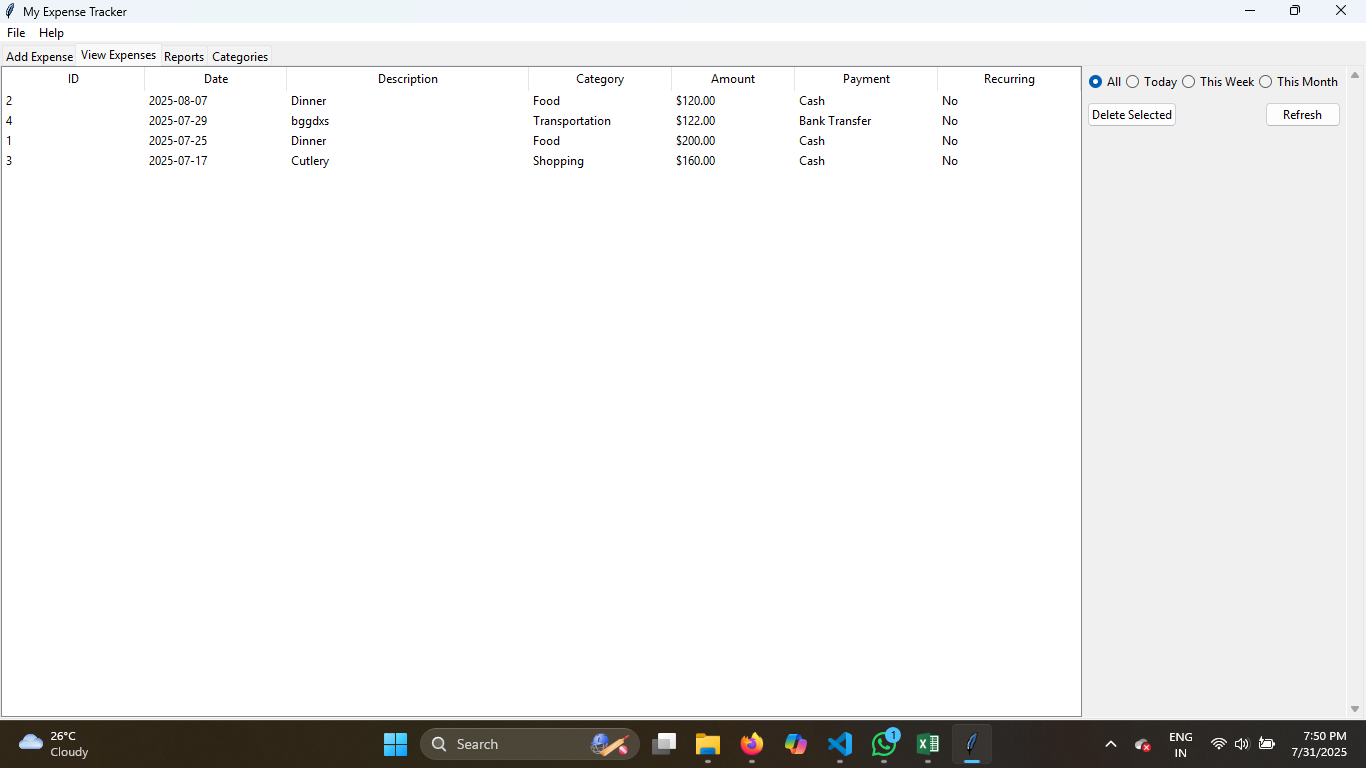 My Expense Tracker
File Help
Add Expense View Expenses Reports Categories
ID Date Description Category Amount Payment Recurring
All Today This Week This Month
2 2025-08-07 Dinner Food $120.00 Cash No
Delete Selected Refresh
4 2025-07-29 bggdxs Transportation $122.00 Bank Transfer No
1 2025-07-25 Dinner Food $200.00 Cash No
3 2025-07-17 Cutlery Shopping $160.00 Cash No
26°C
Cloudy
Search
1
ENG
IN
7:50 PM
7/31/2025